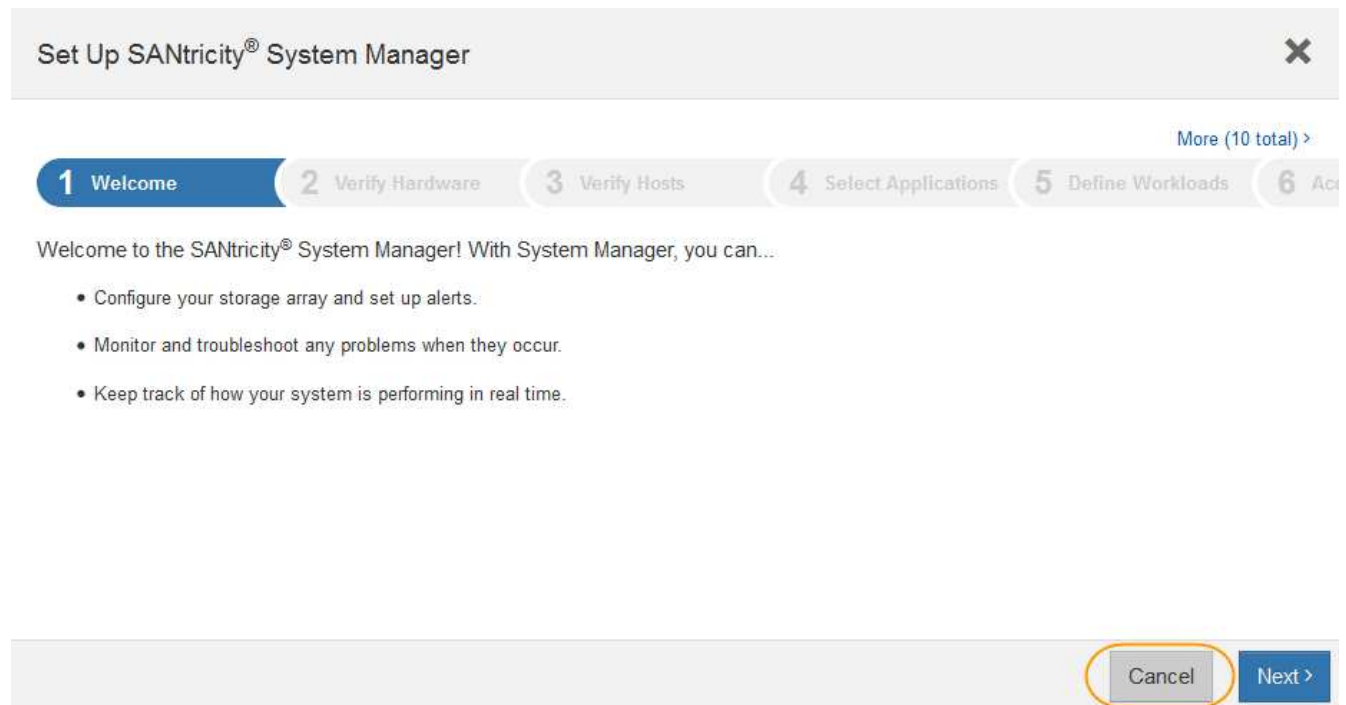 Set Up SANtricity® System Manager
More (10 total) >
1 Welcome
2 Verify Hardware
3 Verify Hosts
4 Select Applications
5 Define Workloads
6
Welcome to the SANtricity® System Manager! With System Manager, you can...
• Configure your storage array and set up alerts.
• Monitor and troubleshoot any problems when they occur.
• Keep track of how your system is performing in real time.
Cancel
Next >